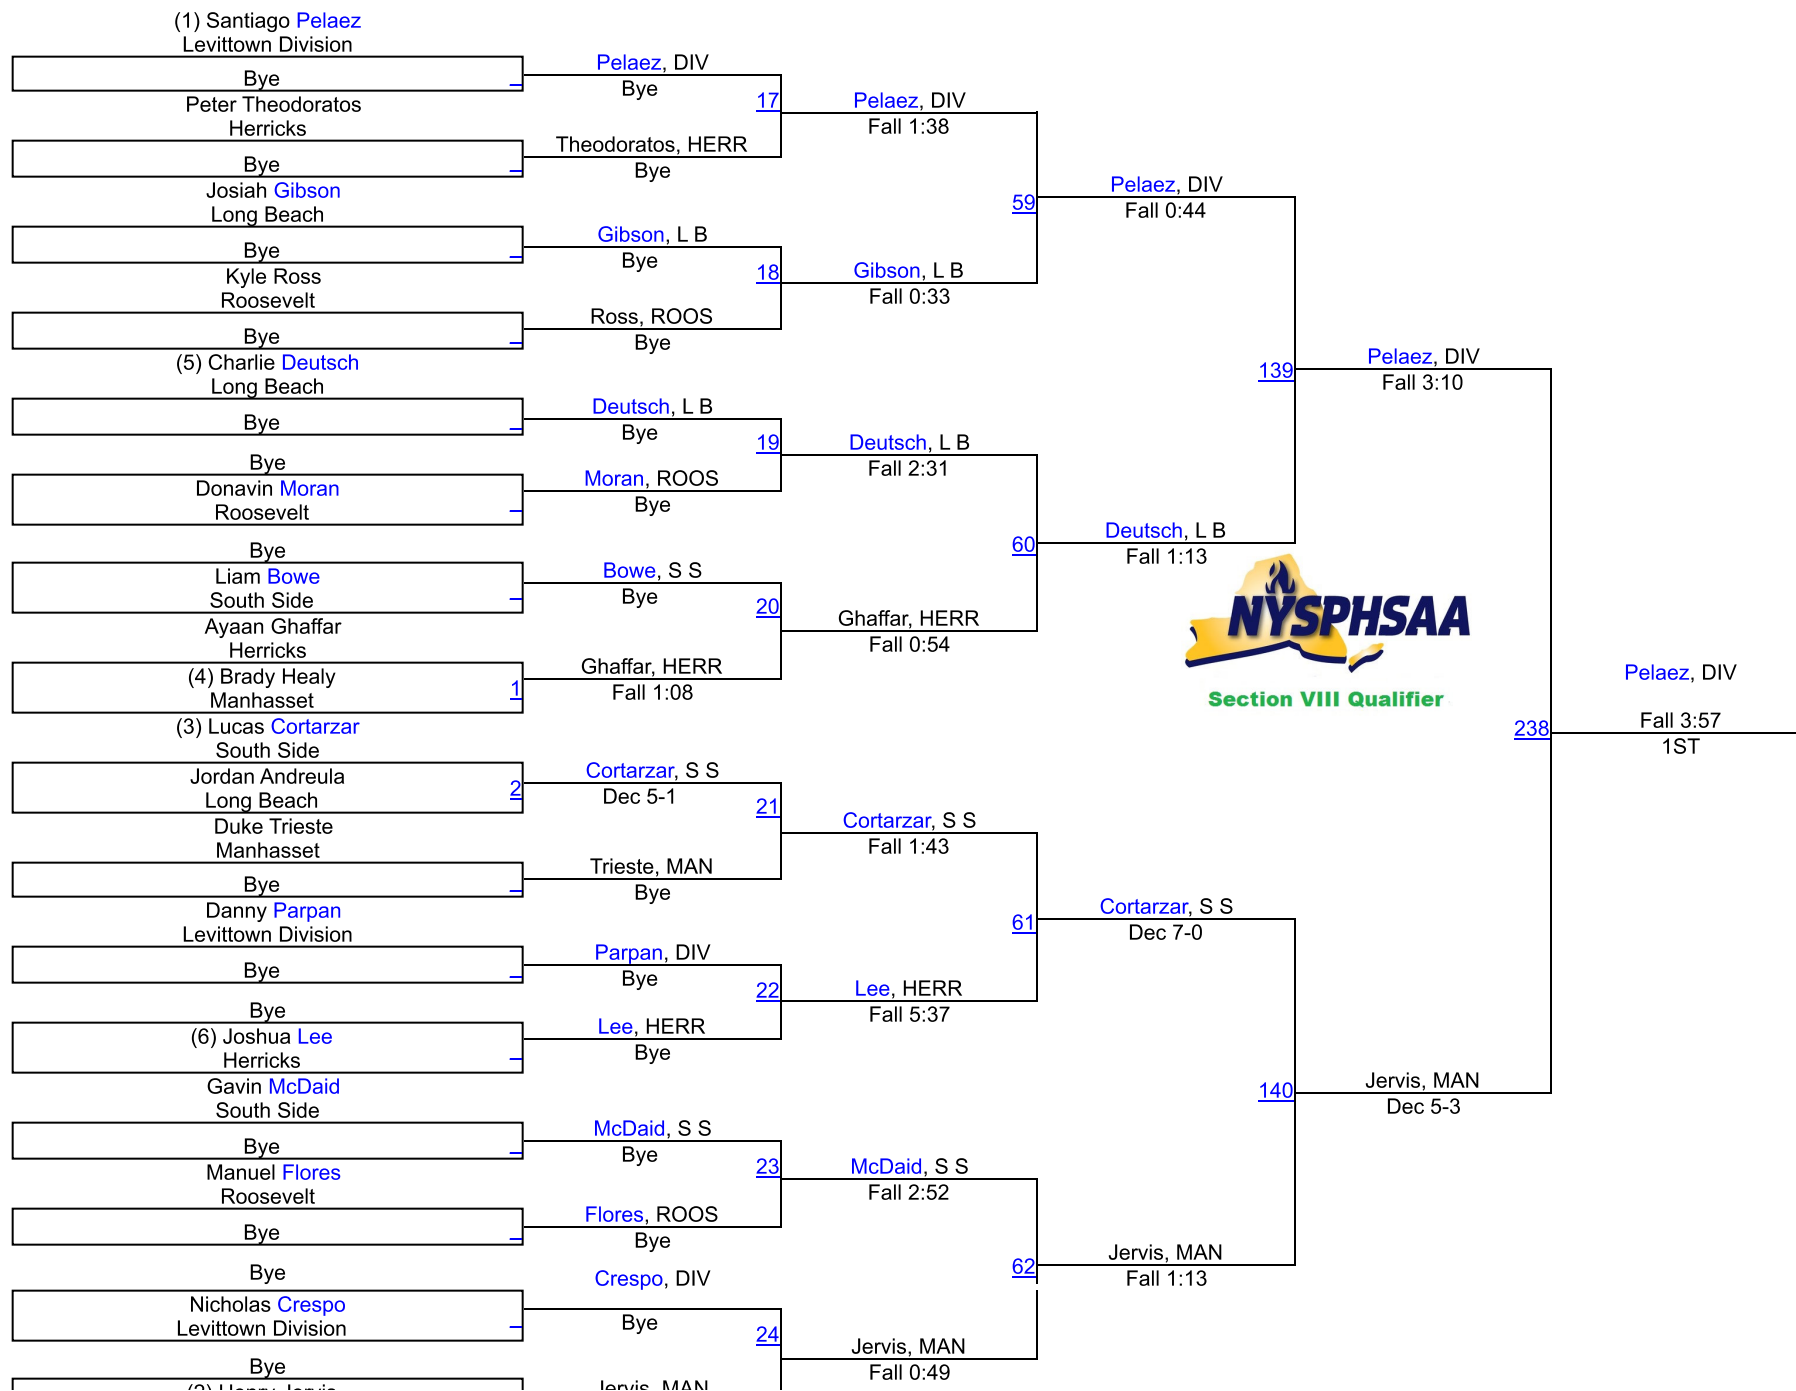 (1) Santiago Pelaez
Levittown Division
Bye
Peter Theodoratos
Herricks
Bye
Josiah Gibson
Long Beach
Bye
Kyle Ross
Roosevelt
Bye
(5) Charlie Deutsch
Long Beach
Bye
Bye
Donavin Moran
Roosevelt
Bye
Liam Bowe
South Side
Ayaan Ghaffar
Herricks
(4) Brady Healy
Manhasset
1
(3) Lucas Cortarzar
South Side
Jordan Andreula
Long Beach
2
Duke Trieste
Manhasset
Bye
Danny Parpan
Levittown Division
Bye
Bye
(6) Joshua Lee
Herricks
Gavin McDaid
South Side
Bye
Manuel Flores
Roosevelt
Bye
Bye
Nicholas Crespo
Levittown Division
Bye
(2) Henry Jervis
Pelaez, DIV
Bye
17
Theodoratos, HERR
Bye
Gibson, L B
Bye
18
Ross, ROOS
Bye
Deutsch, L B
Bye
19
Moran, ROOS
Bye
Bowe, S S
Bye
20
Ghaffar, HERR
Fall 1:08
Cortarzar, S S
Dec 5-1
21
Trieste, MAN
Bye
Parpan, DIV
Bye
22
Lee, HERR
Bye
McDaid, S S
Bye
23
Flores, ROOS
Bye
Crespo, DIV
Bye
24
Jervis, MAN
Pelaez, DIV
Fall 1:38
59
Gibson, L B
Fall 0:33
Deutsch, L B
Fall 2:31
60
Ghaffar, HERR
Fall 0:54
Cortarzar, S S
Fall 1:43
61
Lee, HERR
Fall 5:37
McDaid, S S
Fall 2:52
62
Jervis, MAN
Fall 0:49
Pelaez, DIV
Fall 0:44
139
Deutsch, L B
Fall 1:13
NYSPHSAA
Section VIII Qualifier
Cortarzar, S S
Dec 7-0
140
Jervis, MAN
Fall 1:13
Pelaez, DIV
Fall 3:10
238
Jervis, MAN
Dec 5-3
Pelaez, DIV
Fall 3:57
1ST